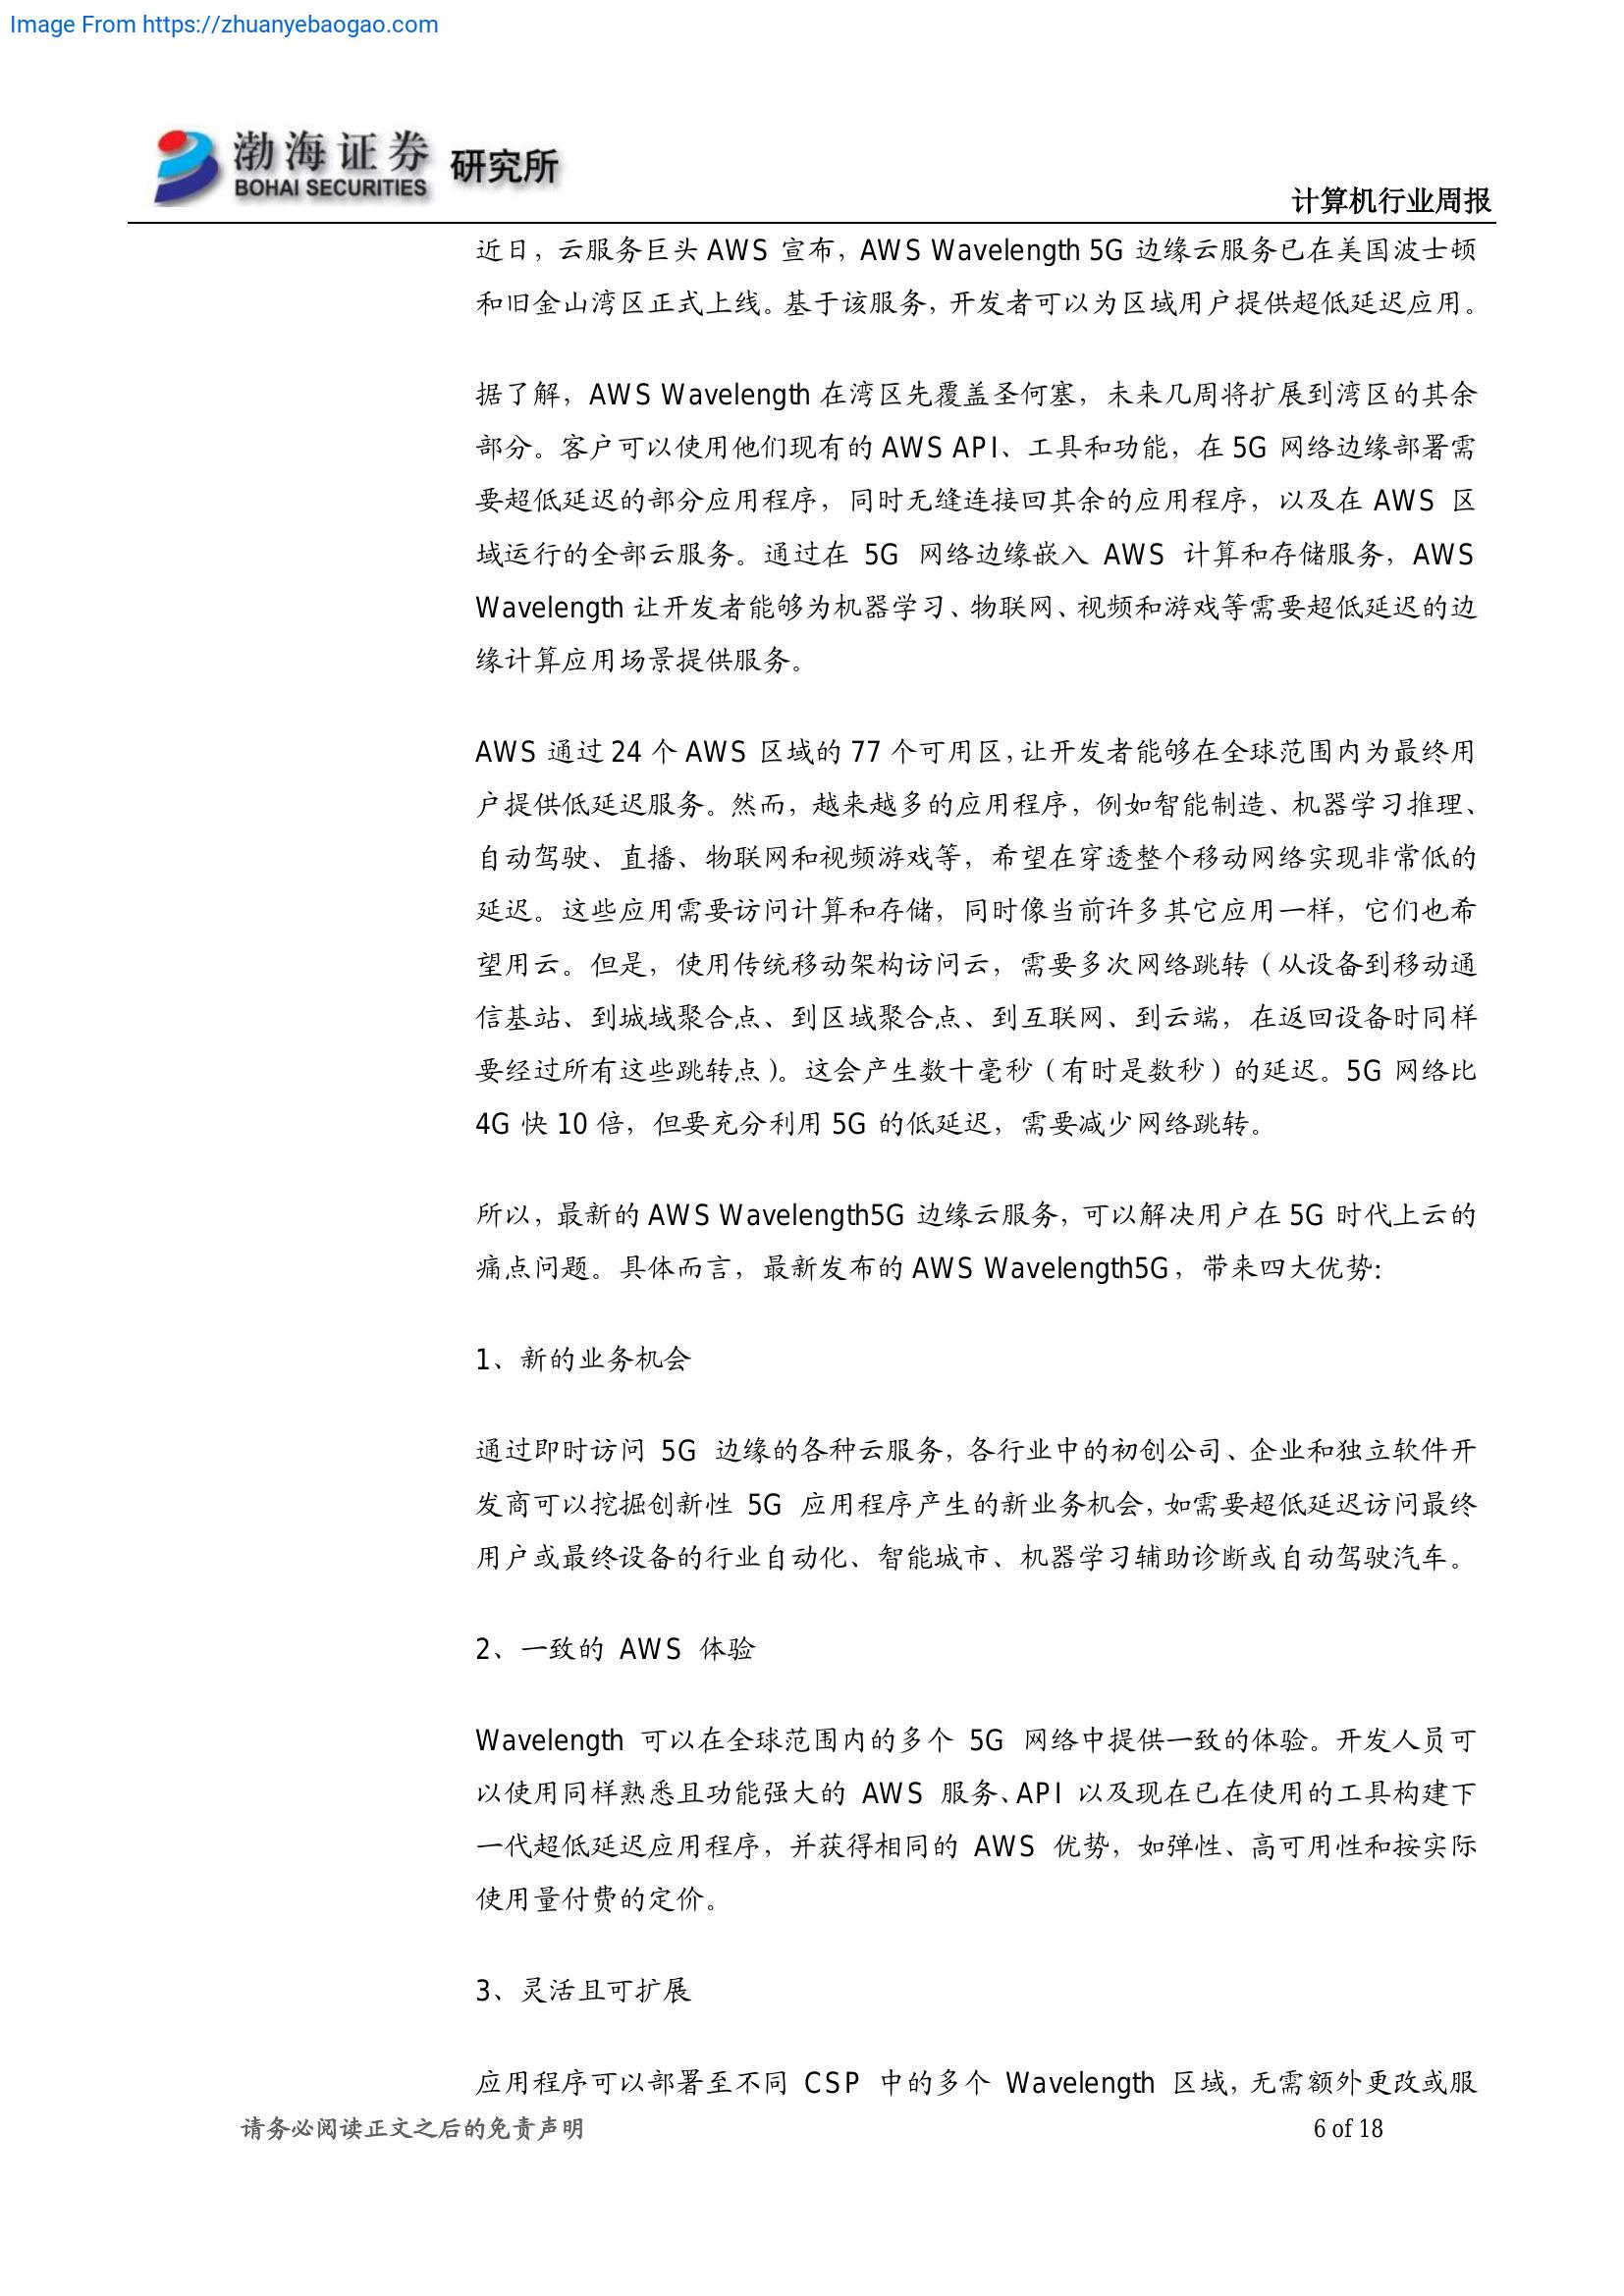 Image From https://zhuanyebaogao.com
渤海证券 研究所
BOHAI SECURITIES
计算机行业周报
近日，云服务巨头 AWS 宣布，AWS Wavelength 5G 边缘云服务已在美国波士顿
和旧金山湾区正式上线。基于该服务，开发者可以为区域用户提供超低延迟应用。
据了解，AWS Wavelength 在湾区先覆盖圣何塞，未来几周将扩展到湾区的其余
部分。客户可以使用他们现有的 AWS API、工具和功能，在 5G 网络边缘部署需
要超低延迟的部分应用程序，同时无缝连接回其余的应用程序，以及在 AWS 区
域运行的全部云服务。通过在 5G 网络边缘嵌入 AWS 计算和存储服务，AWS
Wavelength 让开发者能够为机器学习、物联网、视频和游戏等需要超低延迟的边
缘计算应用场景提供服务。
AWS 通过 24 个 AWS 区域的 77 个可用区，让开发者能够在全球范围内为最终用
户提供低延迟服务。然而，越来越多的应用程序，例如智能制造、机器学习推理、
自动驾驶、直播、物联网和视频游戏等，希望在穿透整个移动网络实现非常低的
延迟。这些应用需要访问计算和存储，同时像当前许多其它应用一样，它们也希
望用云。但是，使用传统移动架构访问云，需要多次网络跳转（从设备到移动通
信基站、到城域聚合点、到区域聚合点、到互联网、到云端，在返回设备时同样
要经过所有这些跳转点）。这会产生数十毫秒（有时是数秒）的延迟。5G 网络比
4G 快 10 倍，但要充分利用 5G 的低延迟，需要减少网络跳转。
所以，最新的 AWS Wavelength5G 边缘云服务，可以解决用户在 5G 时代上云的
痛点问题。具体而言，最新发布的 AWS Wavelength5G，带来四大优势：
1、新的业务机会
通过即时访问 5G 边缘的各种云服务，各行业中的初创公司、企业和独立软件开
发商可以挖掘创新性 5G 应用程序产生的新业务机会，如需要超低延迟访问最终
用户或最终设备的行业自动化、智能城市、机器学习辅助诊断或自动驾驶汽车。
2、一致的 AWS 体验
Wavelength 可以在全球范围内的多个 5G 网络中提供一致的体验。开发人员可
以使用同样熟悉且功能强大的 AWS 服务、API 以及现在已在使用的工具构建下
一代超低延迟应用程序，并获得相同的 AWS 优势，如弹性、高可用性和按实际
使用量付费的定价。
3、灵活且可扩展
应用程序可以部署至不同 CSP 中的多个 Wavelength 区域，无需额外更改或服
请务必阅读正文之后的免责声明
6 of 18